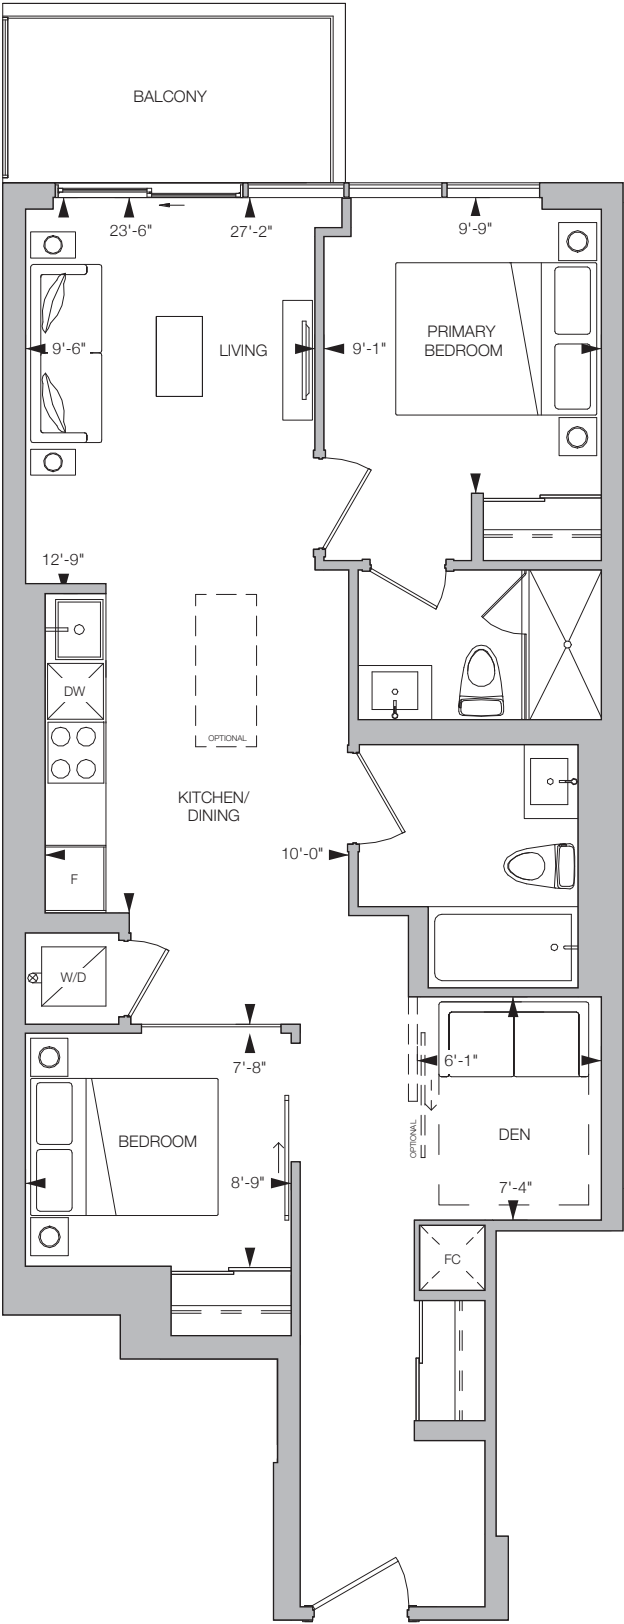 BALCONY
23'-6"
27'-2"
9'-9"
9'-6"
LIVING
9'-1"
PRIMARY
BEDROOM
12'-9"
DW
OPTIONAL
KITCHEN/
DINING
10'-0"
F
W/D
7'-8"
6'-1"
BEDROOM
OPTIONAL
DEN
8'-9"
7'-4"
FC